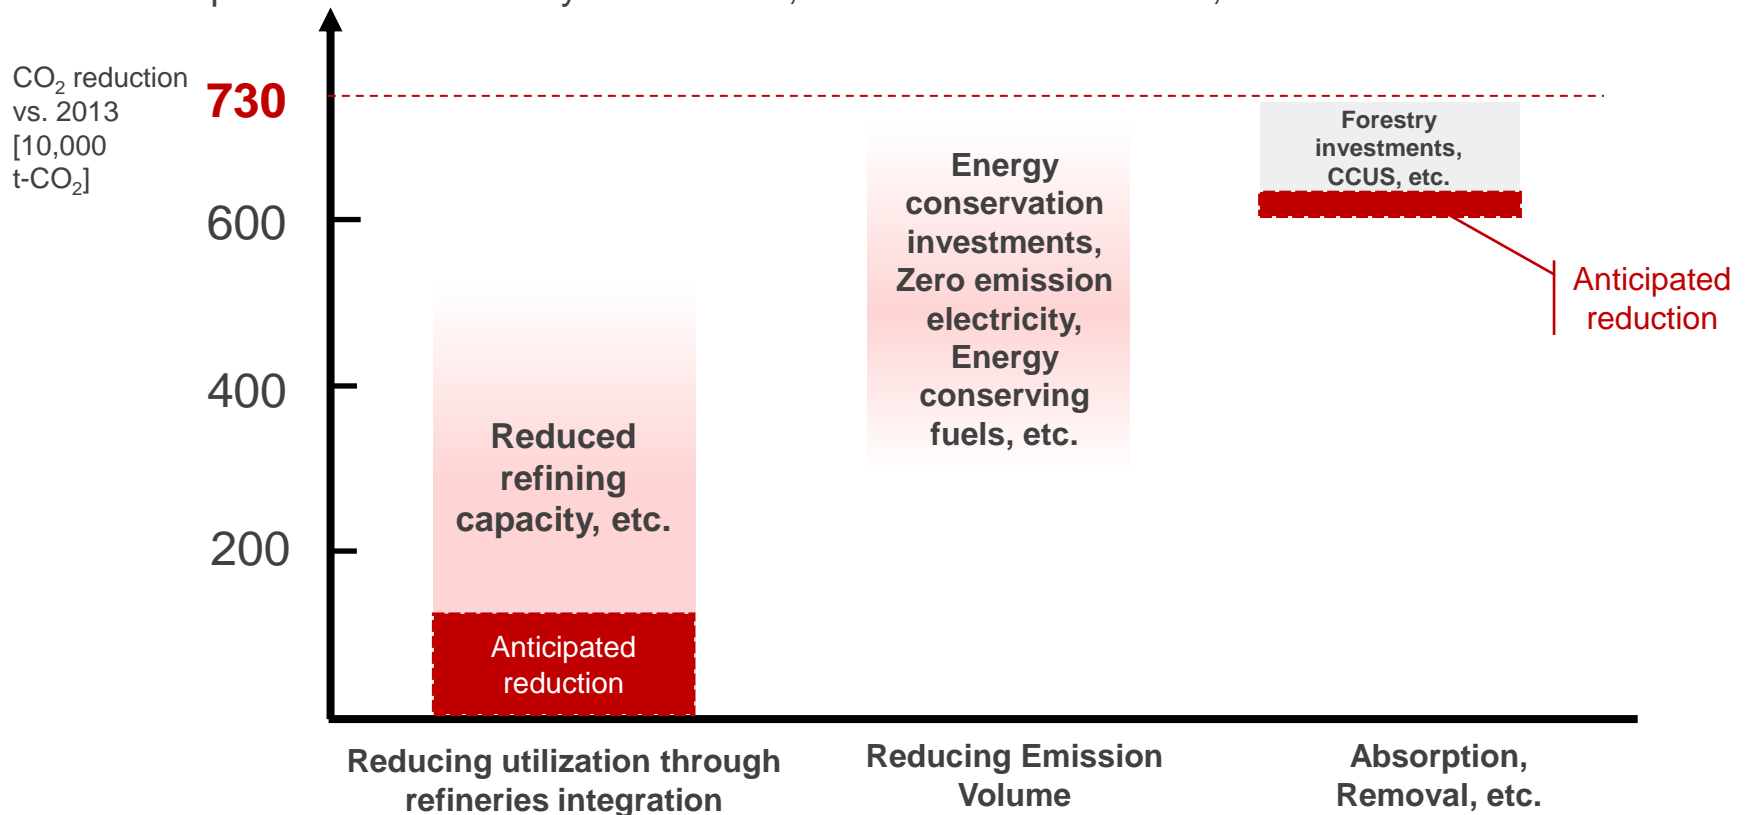 CO₂ reduction
vs. 2013
[10,000
t-CO₂]
730
600
400
200
Reduced
refining
capacity, etc.
Anticipated
reduction
Energy
conservation
investments,
Zero emission
electricity,
Energy
conserving
fuels, etc.
Forestry
investments,
CCUS, etc.
Anticipated
reduction
Reducing utilization through
refineries integration
Reducing Emission
Volume
Absorption,
Removal, etc.